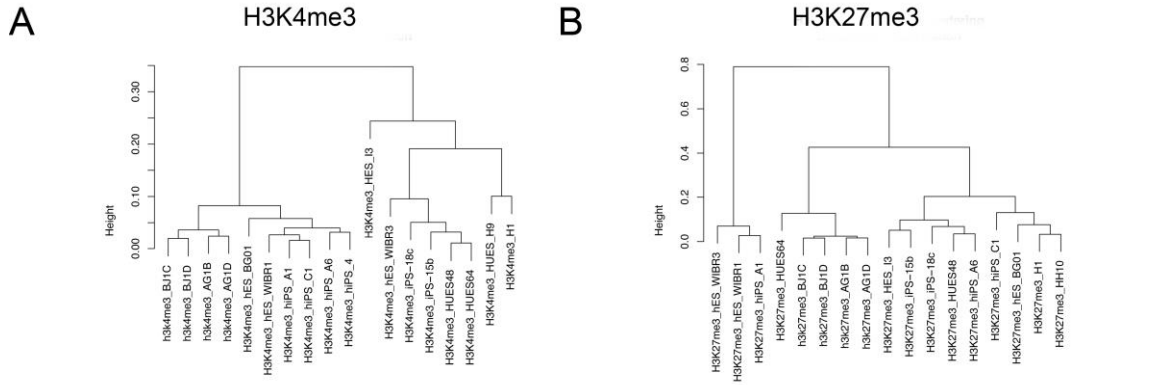 A
H3K4me3
Height
0.00
0.10
0.20
0.30
h3k4me3_BJ1C
h3k4me3_BJ1D
h3k4me3_AG1B
h3k4me3_AG1D
H3K4me3_hES_BG01
H3K4me3_hES_WIBR1
H3K4me3_hiPS_A1
H3K4me3_hiPS_C1
H3K4me3_hiPS_A6
H3K4me3_hiPS_4
H3K4me3_HES_I3
H3K4me3_hES_WIBR3
H3K4me3_iPS-18c
H3K4me3_iPS-15b
H3K4me3_HUES48
H3K4me3_HUES64
H3K4me3_HUES_H9
H3K4me3_H1
B
H3K27me3
Height
0.0
0.2
0.4
0.6
0.8
H3K27me3_hES_WIBR3
H3K27me3_hES_WIBR1
H3K27me3_hiPS_A1
H3K27me3_HUES64
h3k27me3_BJ1C
h3k27me3_BJ1D
h3k27me3_AG1B
h3k27me3_AG1D
H3K27me3_HES_I3
H3K27me3_iPS-15b
H3K27me3_iPS-18c
H3K27me3_HUES48
H3K27me3_hiPS_A6
H3K27me3_hiPS_C1
H3K27me3_hES_BG01
H3K27me3_H1
H3K27me3_HH10